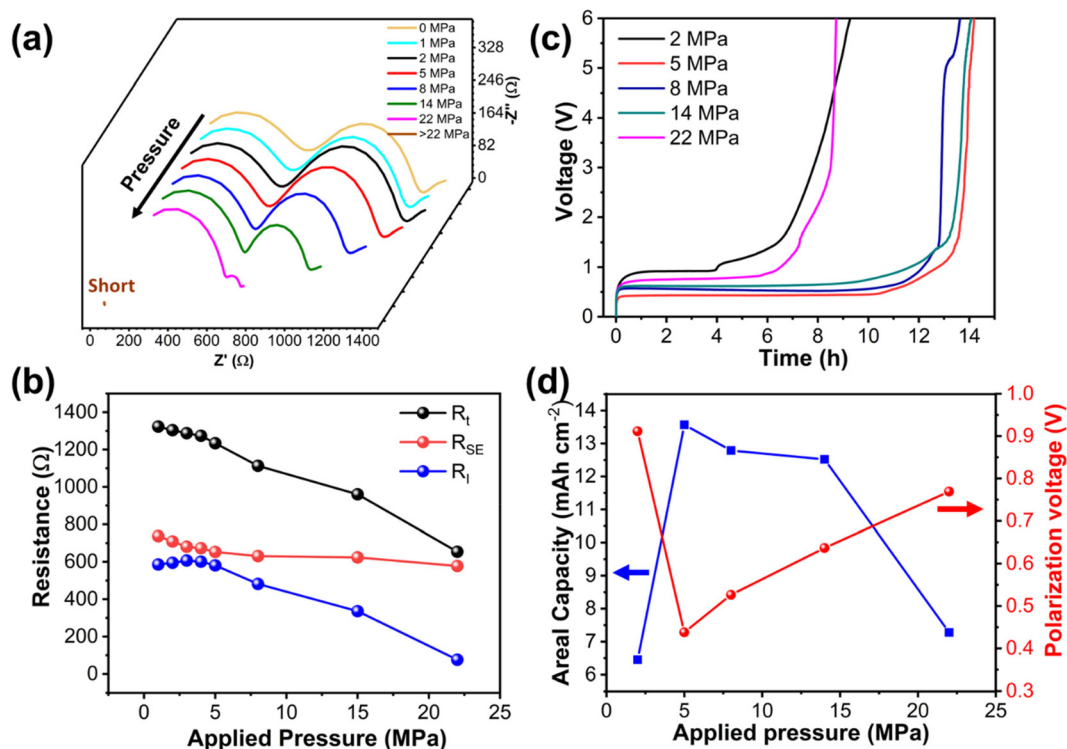 (a)
0 MPa
1 MPa
2 MPa
5 MPa
8 MPa
14 MPa
22 MPa
>22 MPa
Pressure
Short
328
246
164
82
0
-Z'' (Ω)
0 200 400 600 800 1000 1200 1400
Z' (Ω)
(c)
2 MPa
5 MPa
8 MPa
14 MPa
22 MPa
6
5
4
3
2
1
0
Voltage (V)
0 2 4 6 8 10 12 14
Time (h)
(b)
Rt
RSE
RI
1400
1200
1000
800
600
400
200
0
Resistance (Ω)
0 5 10 15 20 25
Applied Pressure (MPa)
(d)
14
13
12
11
10
9
8
7
6
Areal Capacity (mAh cm-2)
1.0
0.9
0.8
0.7
0.6
0.5
0.4
0.3
Polarization voltage (V)
0 5 10 15 20 25
Applied pressure (MPa)